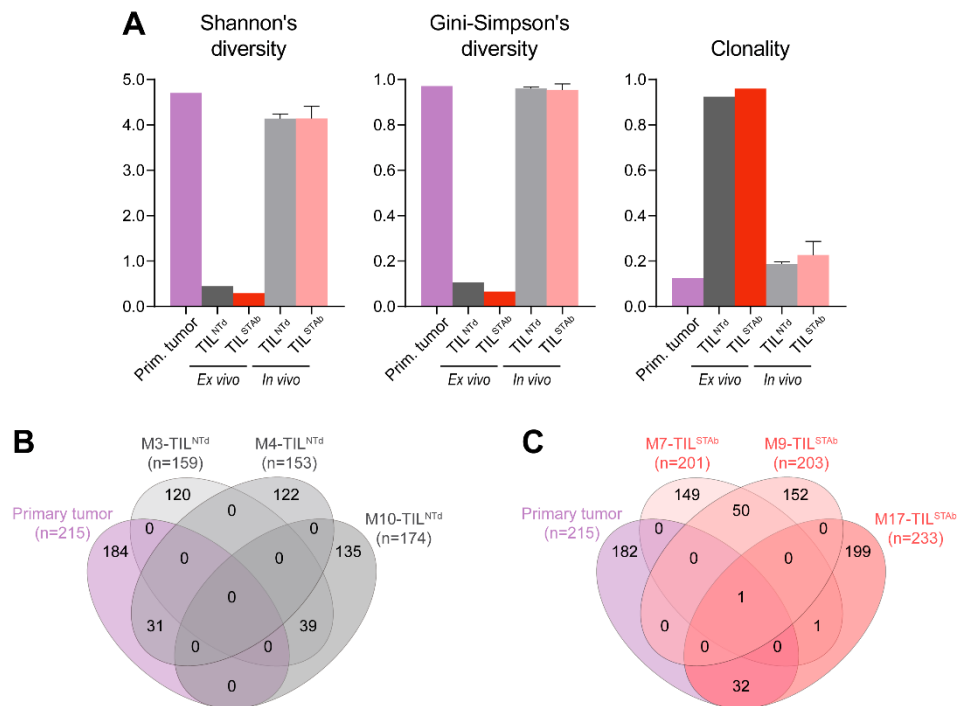 A
Shannon's
diversity
5.0
4.0
3.0
2.0
1.0
0.0
Prim. tumor
TIL^NTd
TIL^STAb
TIL^NTd
TIL^STAb
Ex vivo
In vivo
Gini-Simpson's
diversity
1.0
0.8
0.6
0.4
0.2
0.0
Prim. tumor
TIL^NTd
TIL^STAb
TIL^NTd
TIL^STAb
Ex vivo
In vivo
Clonality
1.0
0.8
0.6
0.4
0.2
0.0
Prim. tumor
TIL^NTd
TIL^STAb
TIL^NTd
TIL^STAb
Ex vivo
In vivo
B
M3-TIL^NTd
(n=159)
M4-TIL^NTd
(n=153)
Primary tumor
(n=215)
M10-TIL^NTd
(n=174)
120
122
0
0
0
184
135
0
0
0
31
39
0
0
0
C
M7-TIL^STAb
(n=201)
M9-TIL^STAb
(n=203)
Primary tumor
(n=215)
M17-TIL^STAb
(n=233)
149
152
50
0
0
182
199
0
0
1
0
1
0
0
32